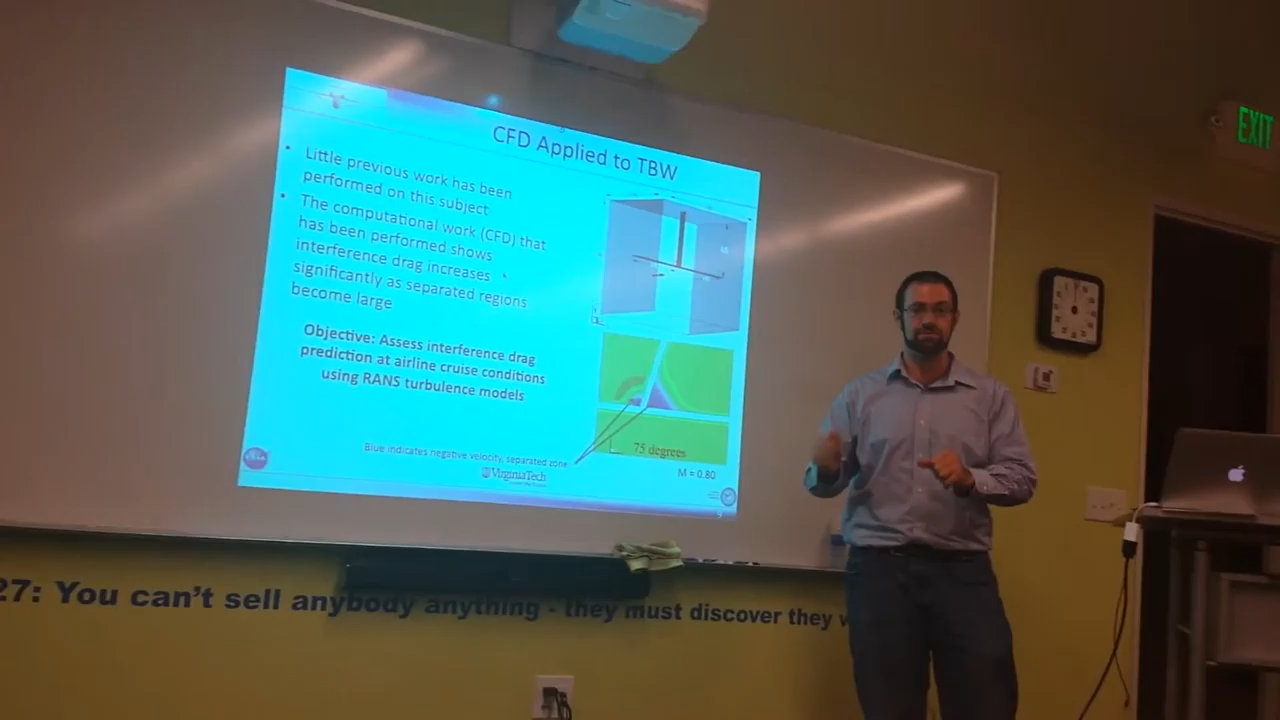 EXIT
CFD Applied to TBW
• Little previous work has been
performed on this subject
• The computational work (CFD) that
has been performed shows
interference drag increases
significantly as separated regions
become large
Objective: Assess interference drag
prediction at airline cruise conditions
using RANS turbulence models
Blue indicates negative velocity, separated zone
VirginiaTech
75 degrees
M = 0.80
27: You can't sell anybody anything - they must discover they